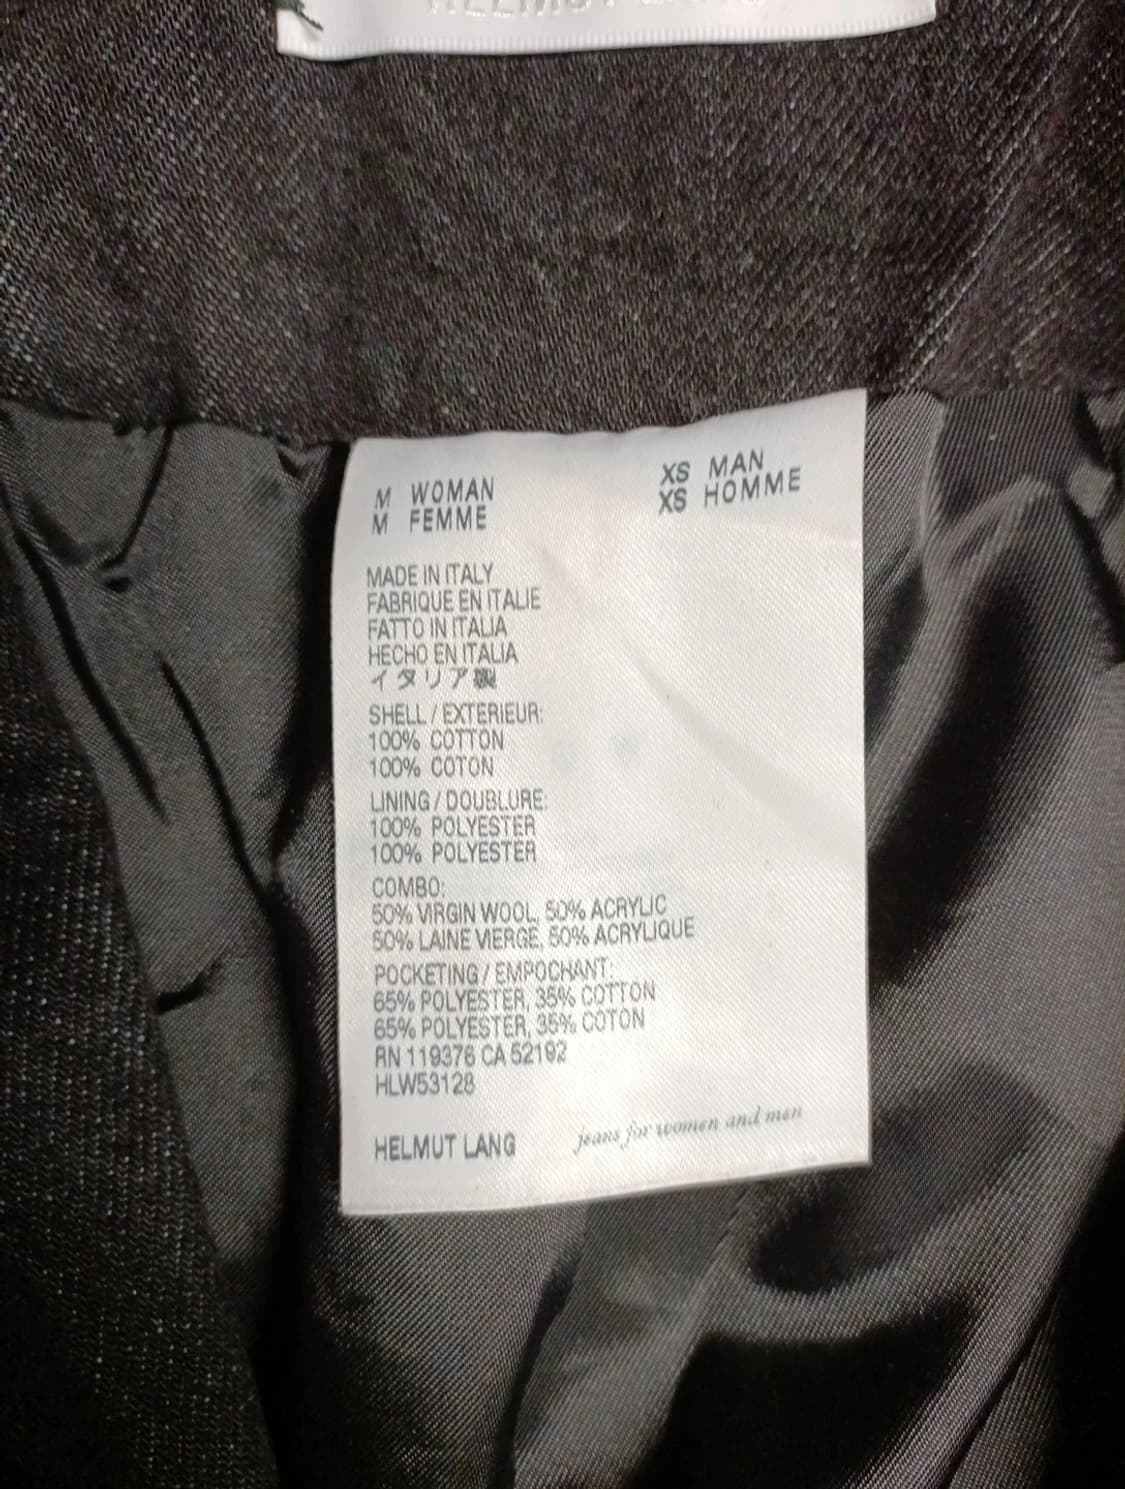 HELMUT LANG
M WOMAN
M FEMME
XS MAN
XS HOMME
MADE IN ITALY
FABRIQUE EN ITALIE
FATTO IN ITALIA
HECHO EN ITALIA
イタリア製
SHELL / EXTERIEUR:
100% COTTON
100% COTON
LINING / DOUBLURE:
100% POLYESTER
100% POLYESTER
COMBO:
50% VIRGIN WOOL, 50% ACRYLIC
50% LAINE VIERGE, 50% ACRYLIQUE
POCKETING / EMPOCHANT:
65% POLYESTER, 35% COTTON
65% POLYESTER, 35% COTON
RN 119376 CA 52192
HLW53128
HELMUT LANG
jeans for women and men